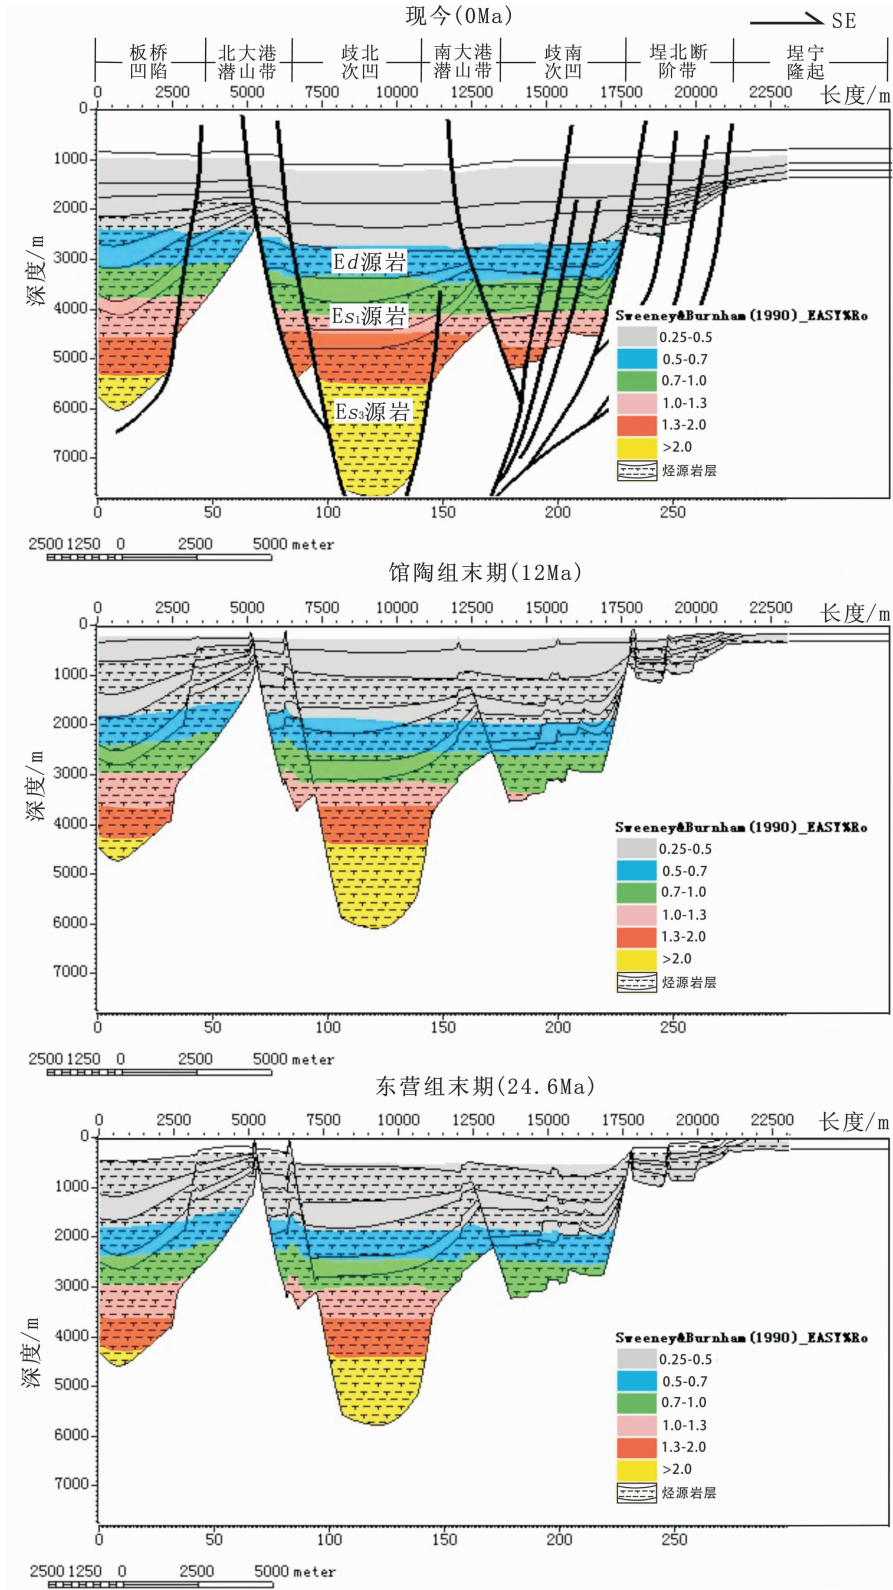 现今(0Ma)
SE
板桥
凹陷
北大港
潜山带
歧北
次凹
南大港
潜山带
歧南
次凹
埕北断
阶带
埕宁
隆起
0 2500 5000 7500 10000 12500 15000 17500 20000 22500 长度/m
0
1000
2000
3000
4000
5000
6000
7000
深度/m
Ed源岩
Es1源岩
Es3源岩
Sweeney&Burnham(1990)_EASY%Ro
0.25-0.5
0.5-0.7
0.7-1.0
1.0-1.3
1.3-2.0
>2.0
烃源岩层
0 50 100 150 200 250
2500 1250 0 2500 5000 meter
馆陶组末期(12Ma)
0 2500 5000 7500 10000 12500 15000 17500 20000 22500 长度/m
0
1000
2000
3000
4000
5000
6000
7000
深度/m
Sweeney&Burnham(1990)_EASY%Ro
0.25-0.5
0.5-0.7
0.7-1.0
1.0-1.3
1.3-2.0
>2.0
烃源岩层
0 50 100 150 200 250
2500 1250 0 2500 5000 meter
东营组末期(24.6Ma)
0 2500 5000 7500 10000 12500 15000 17500 20000 22500 长度/m
0
1000
2000
3000
4000
5000
6000
7000
深度/m
Sweeney&Burnham(1990)_EASY%Ro
0.25-0.5
0.5-0.7
0.7-1.0
1.0-1.3
1.3-2.0
>2.0
烃源岩层
0 50 100 150 200 250
2500 1250 0 2500 5000 meter